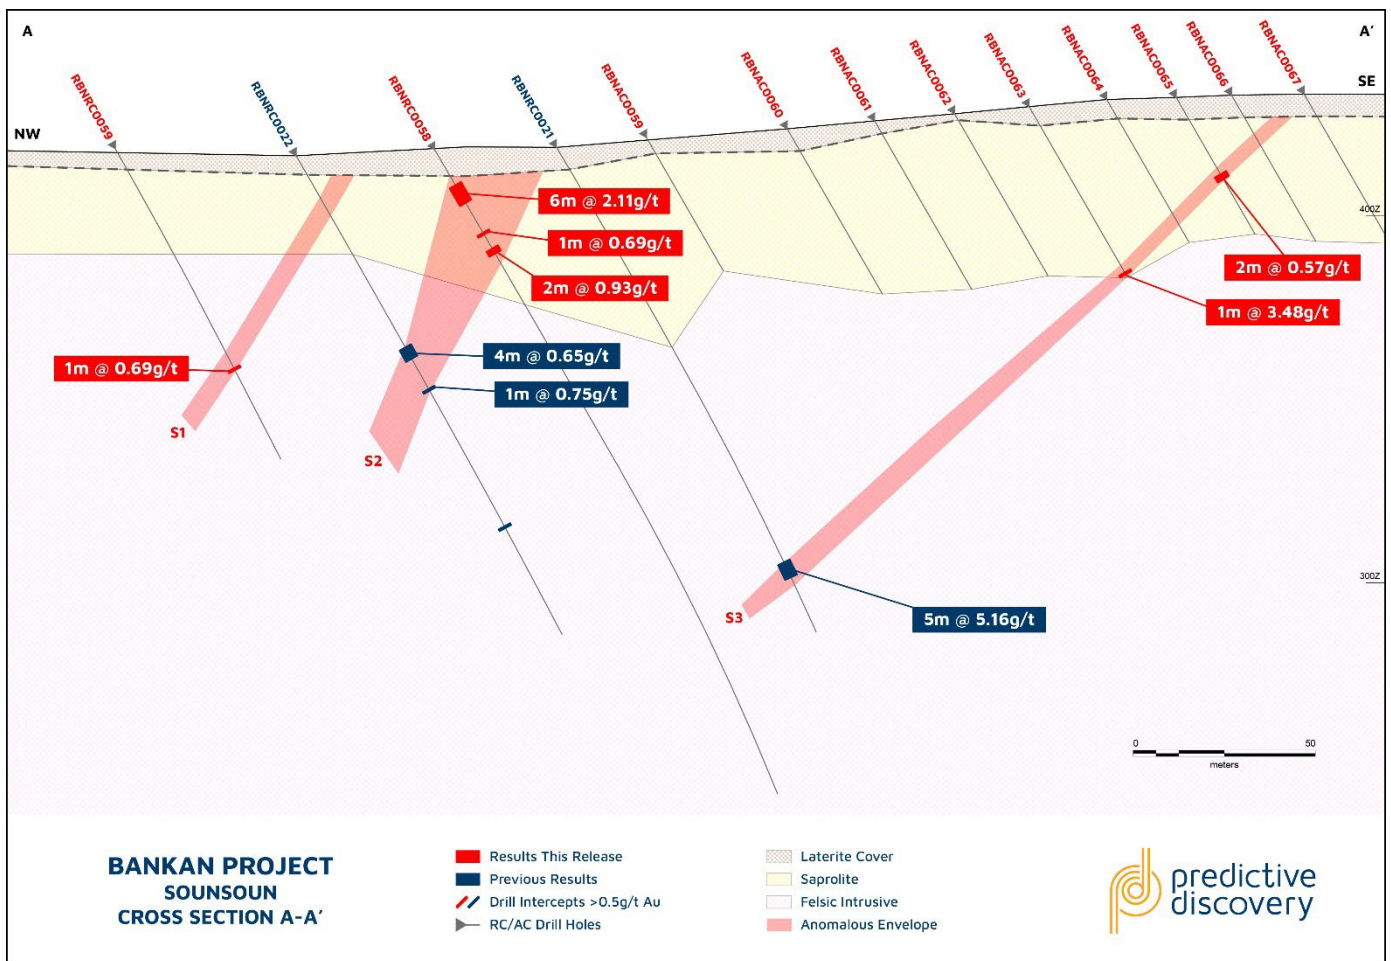 A
A'
RBNRC0059
RBNRC0022
RBNRC0058
RBNRC0021
RBNAC0059
RBNAC0060
RBNAC0061
RBNAC0062
RBNAC0063
RBNAC0064
RBNAC0065
RBNAC0066
RBNAC0067
SE
NW
6m @ 2.11g/t
400Z
1m @ 0.69g/t
2m @ 0.57g/t
2m @ 0.93g/t
1m @ 3.48g/t
4m @ 0.65g/t
1m @ 0.69g/t
1m @ 0.75g/t
S1
S2
300Z
S3
5m @ 5.16g/t
0 50
meters
BANKAN PROJECT
SOUNSOUN
CROSS SECTION A-A'
Results This Release
Previous Results
Drill Intercepts >0.5g/t Au
RC/AC Drill Holes
Laterite Cover
Saprolite
Felsic Intrusive
Anomalous Envelope
predictive
discovery